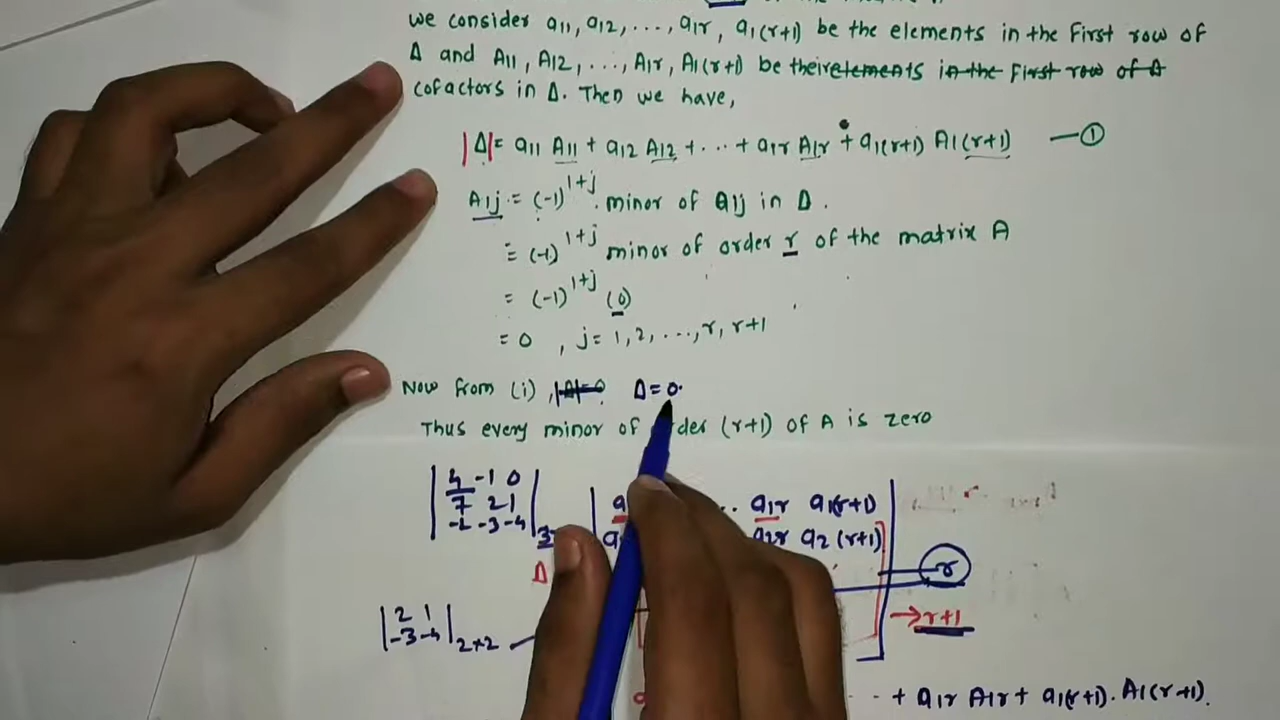 we consider a11, a12, ..., a1r, a1(r+1) be the elements in the First row of
Δ and A11, A12, ..., A1r, A1(r+1) be their elements in the First row of Δ
cofactors in Δ. Then we have,
|Δ| = a11 A11 + a12 A12 + ... + a1r A1r + a1(r+1) A1(r+1) — ①
A1j = (-1)^1+j . minor of a1j in Δ.
= (-1)^1+j minor of order r of the matrix A
= (-1)^1+j (0)
= 0 , j = 1, 2, ..., r, r+1
Now from (i), |A|=0 Δ = 0.
Thus every minor of order (r+1) of A is zero
4 -1 0
7 2 1
-2 -3 -4
3
Δ
.. a1r a1(r+1)
a2r a2(r+1)
r
→ r+1
2 1
-3 -4
2×2
.. + a1r A1r + a1(r+1) . A1(r+1).